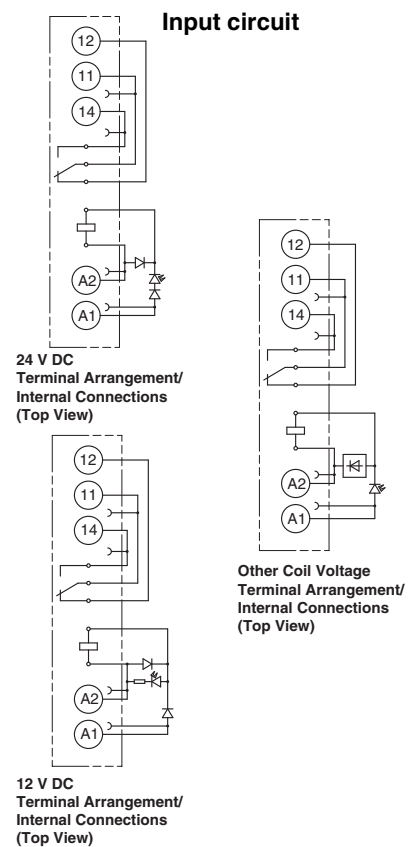 Input circuit
12
11
14
A2
A1
24 V DC
Terminal Arrangement/
Internal Connections
(Top View)
12
11
14
A2
A1
Other Coil Voltage
Terminal Arrangement/
Internal Connections
(Top View)
12
11
14
A2
A1
12 V DC
Terminal Arrangement/
Internal Connections
(Top View)